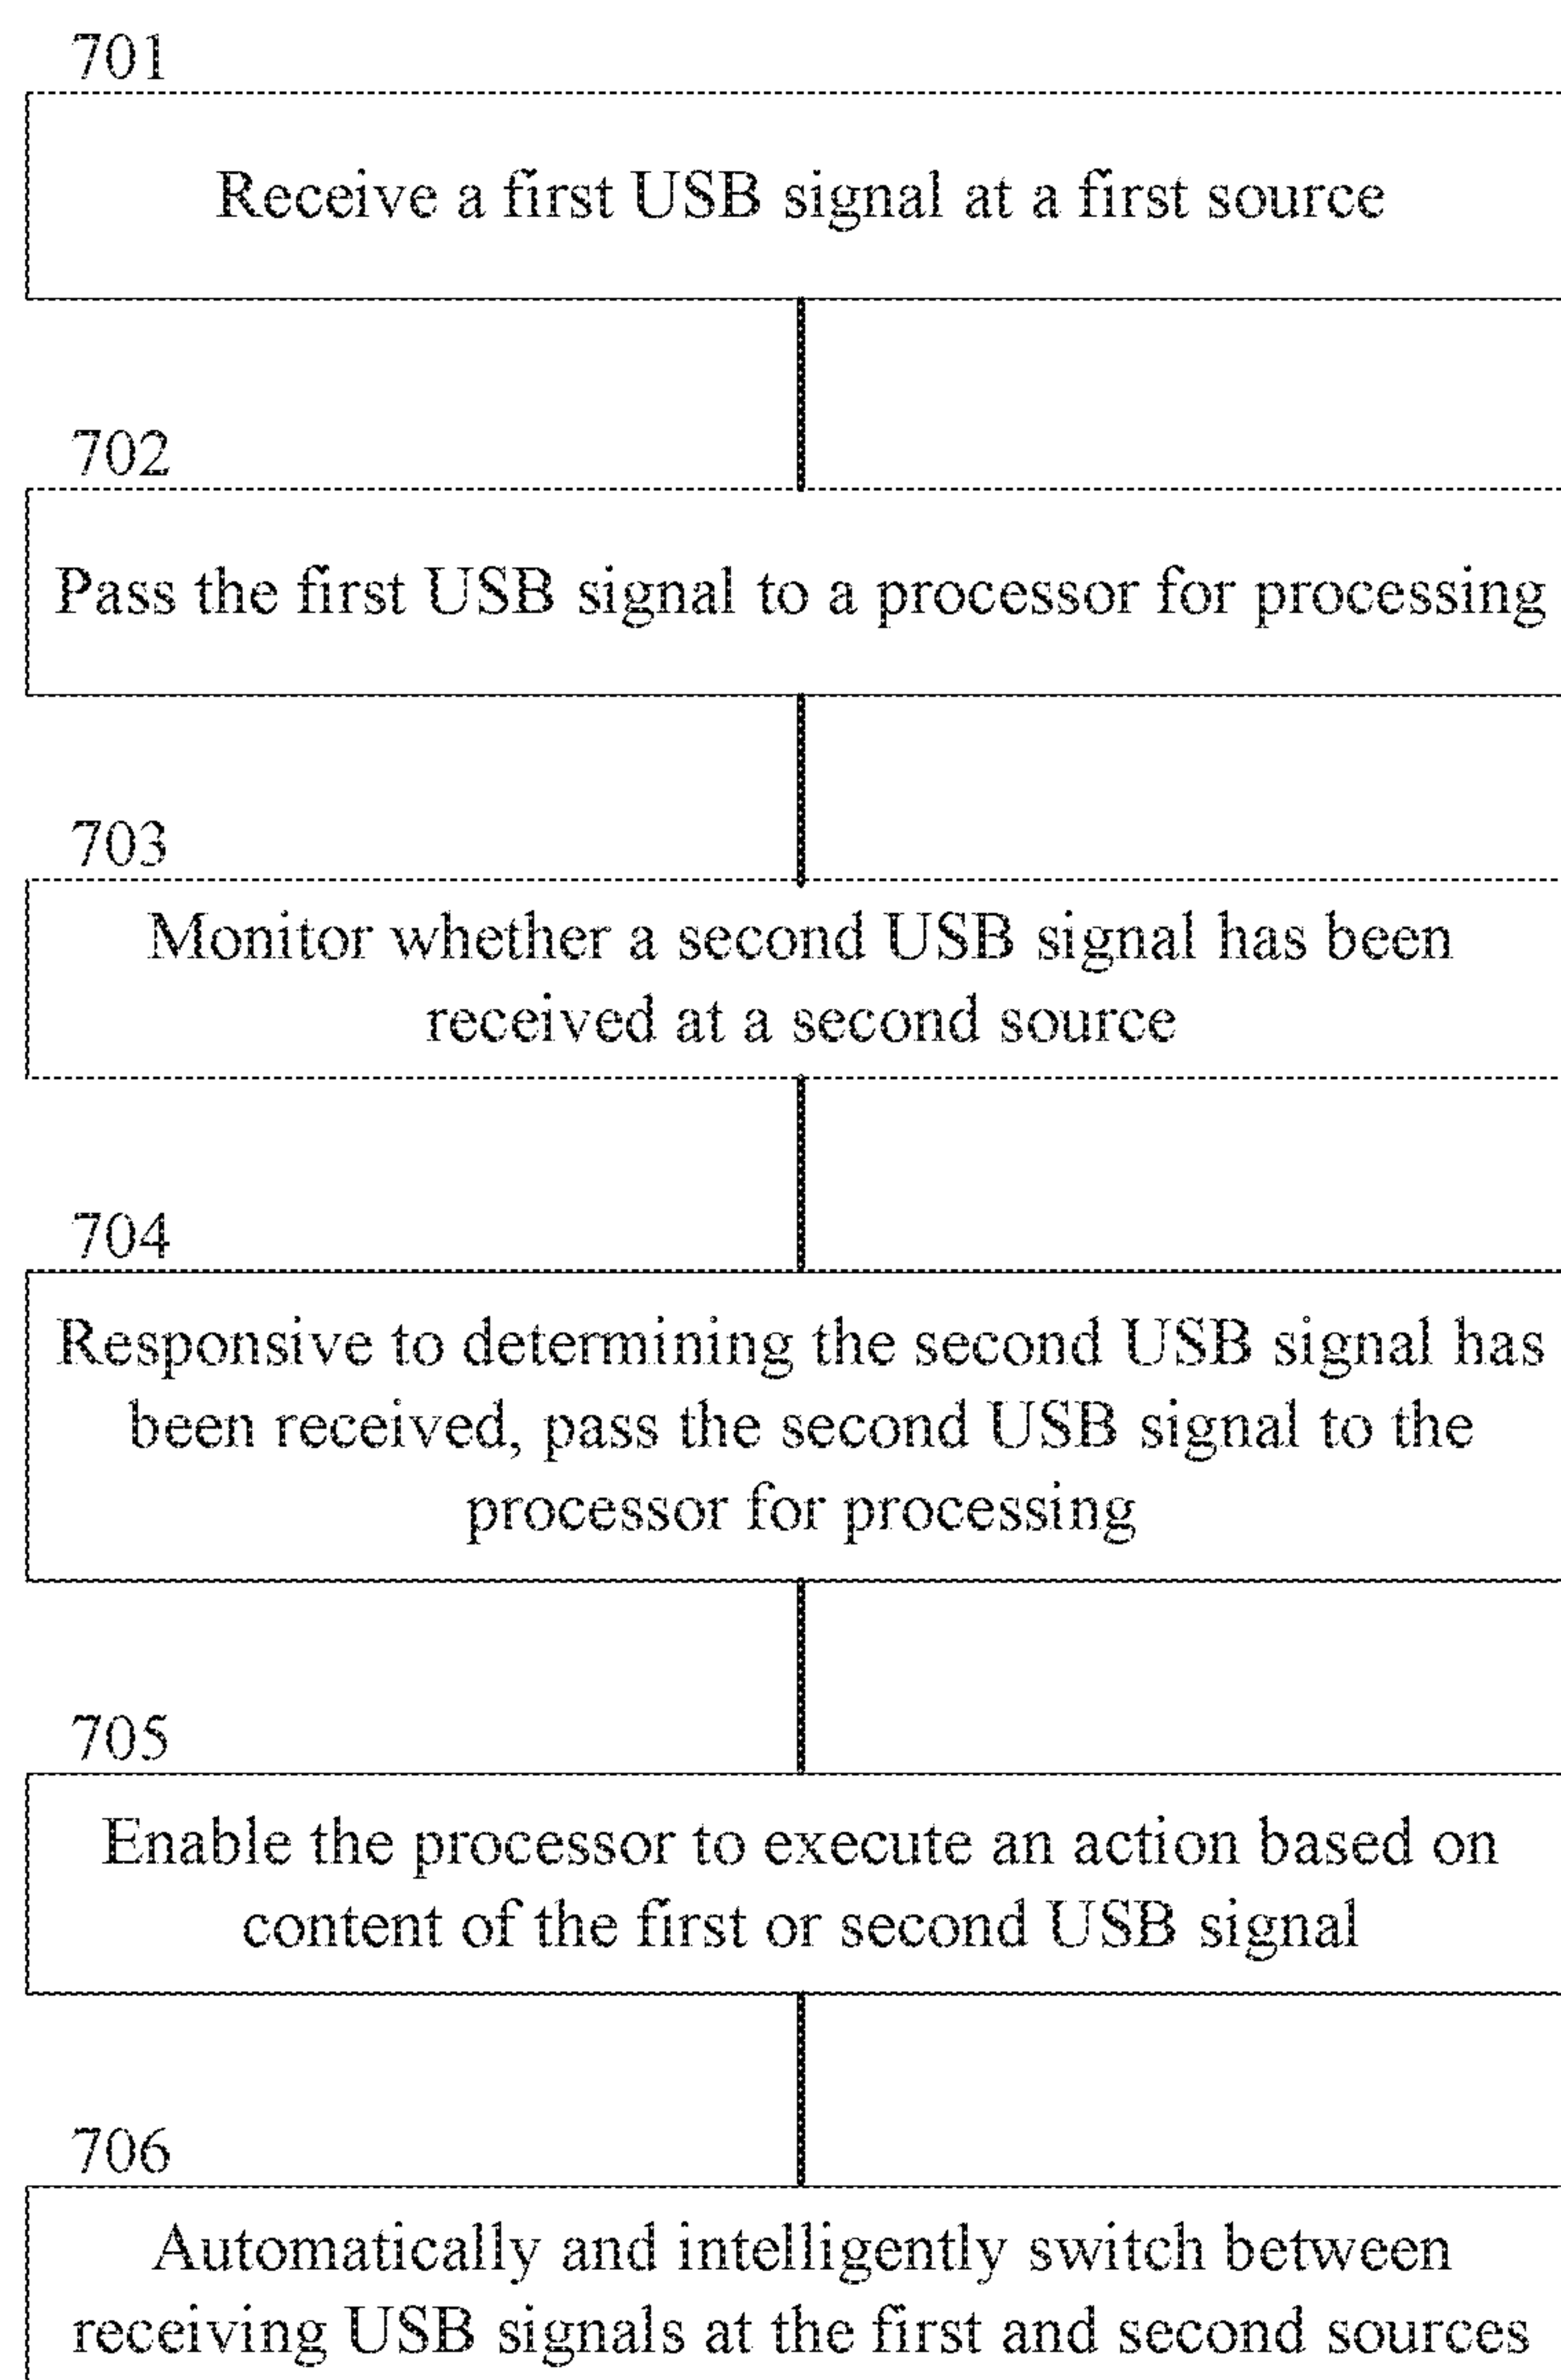 701
Receive a first USB signal at a first source
702
Pass the first USB signal to a processor for processing
703
Monitor whether a second USB signal has been
received at a second source
704
Responsive to determining the second USB signal has
been received, pass the second USB signal to the
processor for processing
705
Enable the processor to execute an action based on
content of the first or second USB signal
706
Automatically and intelligently switch between
receiving USB signals at the first and second sources